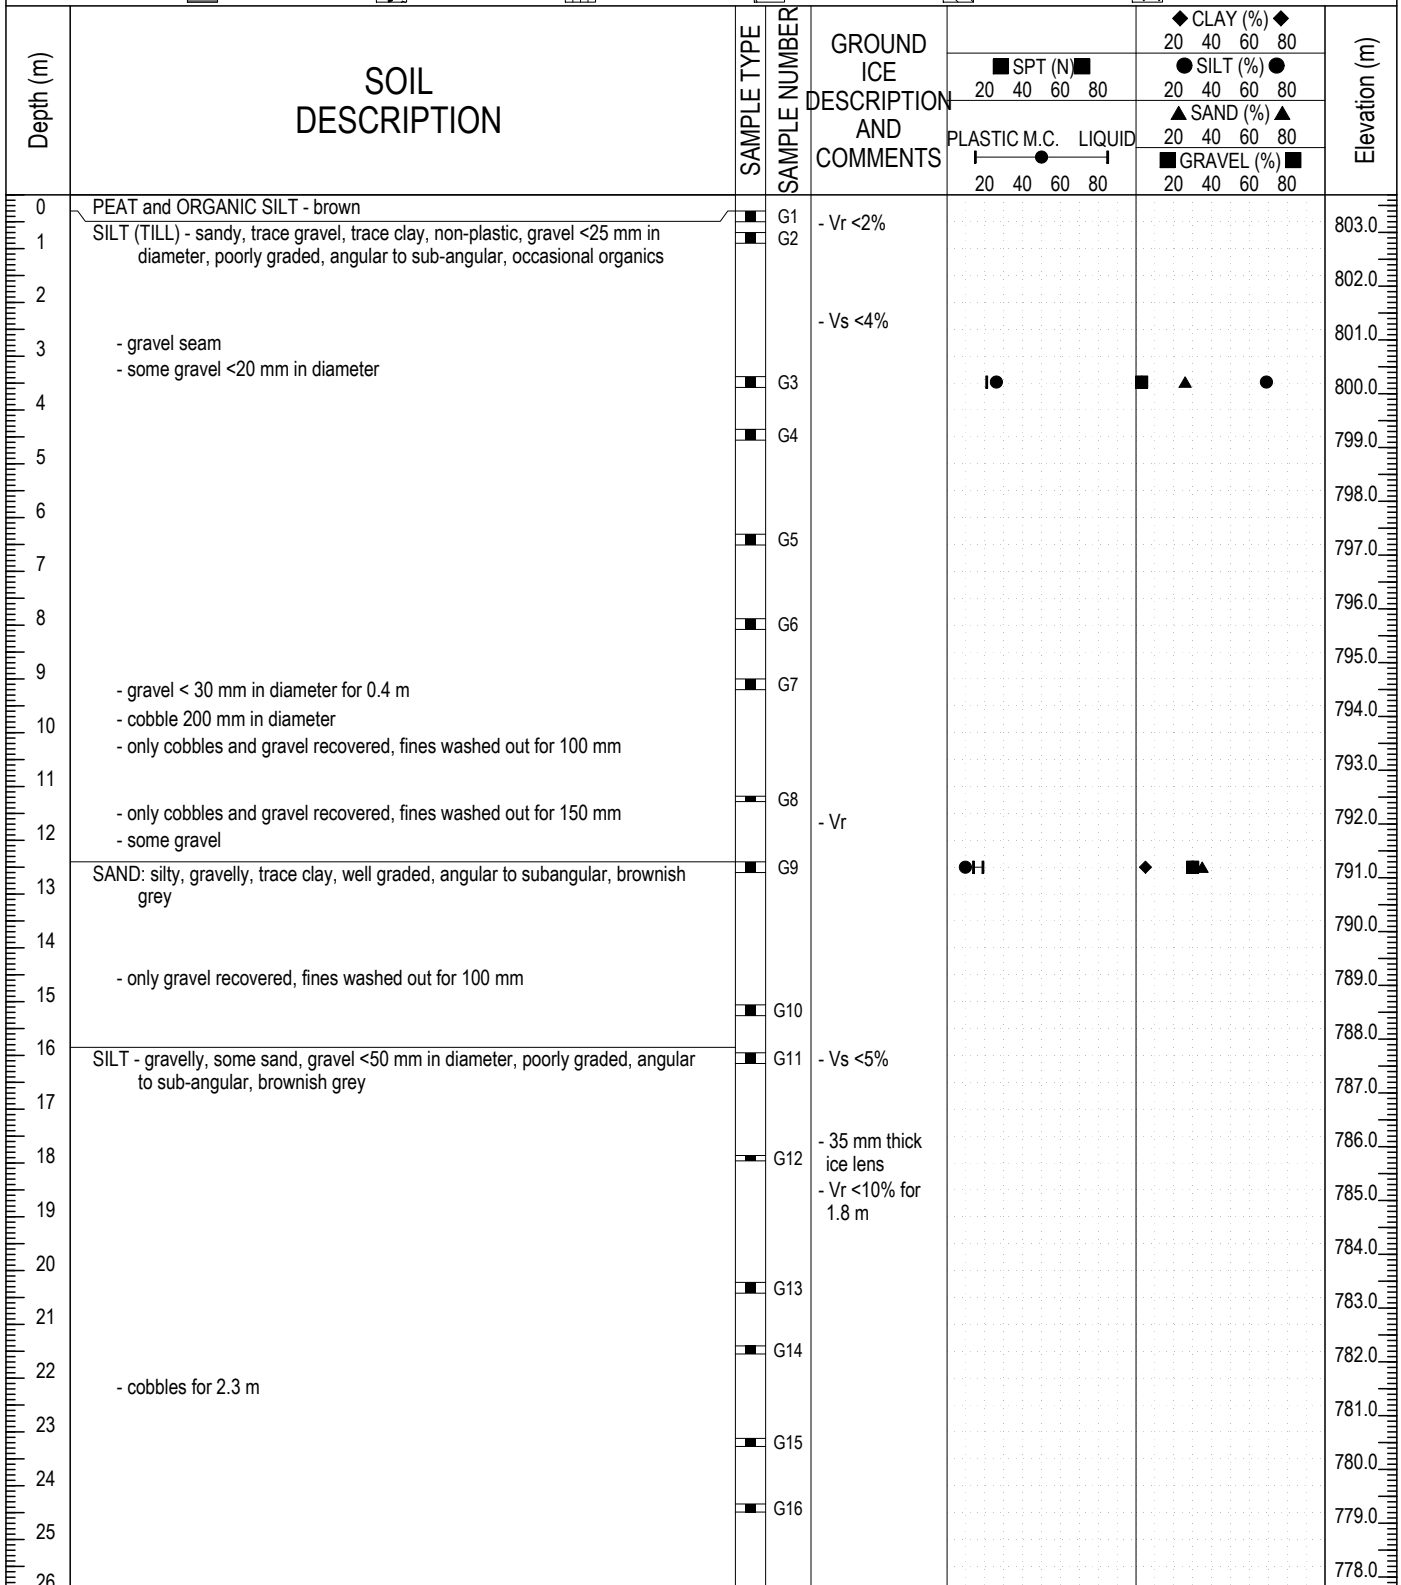 Depth (m)
SOIL
DESCRIPTION
SAMPLE TYPE
SAMPLE NUMBER
GROUND
ICE
DESCRIPTION
AND
COMMENTS
SPT (N)
20 40 60 80
PLASTIC M.C. LIQUID
20 40 60 80
CLAY (%)
20 40 60 80
SILT (%)
20 40 60 80
SAND (%)
20 40 60 80
GRAVEL (%)
20 40 60 80
Elevation (m)
0
PEAT and ORGANIC SILT - brown
G1
- Vr <2%
803.0
1
SILT (TILL) - sandy, trace gravel, trace clay, non-plastic, gravel <25 mm in
diameter, poorly graded, angular to sub-angular, occasional organics
G2
802.0
2
- Vs <4%
801.0
3
- gravel seam
- some gravel <20 mm in diameter
G3
800.0
4
G4
799.0
5
798.0
6
G5
797.0
7
796.0
8
G6
795.0
9
- gravel < 30 mm in diameter for 0.4 m
G7
794.0
10
- cobble 200 mm in diameter
- only cobbles and gravel recovered, fines washed out for 100 mm
793.0
11
G8
- only cobbles and gravel recovered, fines washed out for 150 mm
- Vr
792.0
12
- some gravel
G9
791.0
13
SAND: silty, gravelly, trace clay, well graded, angular to subangular, brownish
grey
790.0
14
- only gravel recovered, fines washed out for 100 mm
789.0
15
G10
788.0
16
SILT - gravelly, some sand, gravel <50 mm in diameter, poorly graded, angular
to sub-angular, brownish grey
G11
- Vs <5%
787.0
17
- 35 mm thick
ice lens
786.0
18
G12
- Vr <10% for
1.8 m
785.0
19
784.0
20
G13
783.0
21
G14
782.0
22
- cobbles for 2.3 m
781.0
23
G15
780.0
24
G16
779.0
25
778.0
26